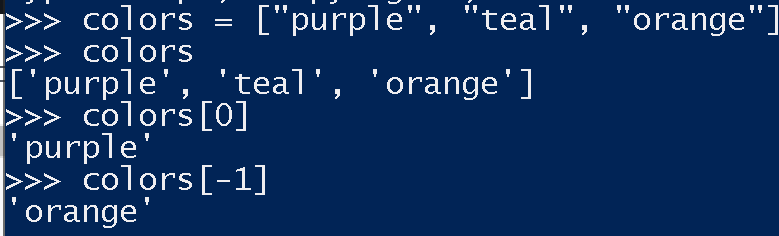 >>> colors = ["purple", "teal", "orange"]
>>> colors
['purple', 'teal', 'orange']
>>> colors[0]
'purple'
>>> colors[-1]
'orange'